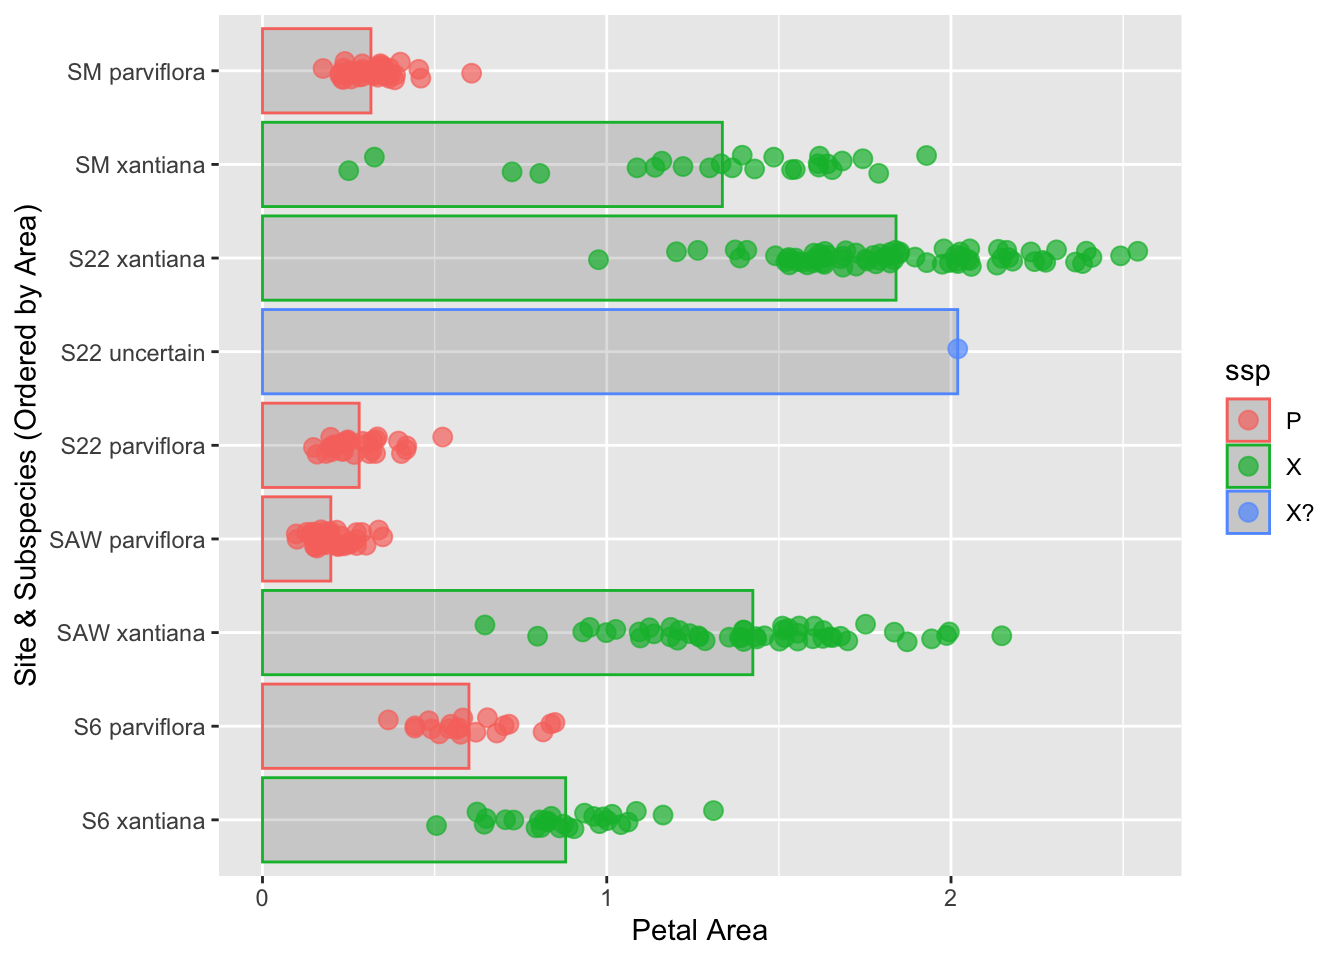 SM parviflora
SM xantiana
S22 xantiana
S22 uncertain
S22 parviflora
SAW parviflora
SAW xantiana
S6 parviflora
S6 xantiana
Site & Subspecies (Ordered by Area)
0 1 2
Petal Area
ssp
P
X
X?